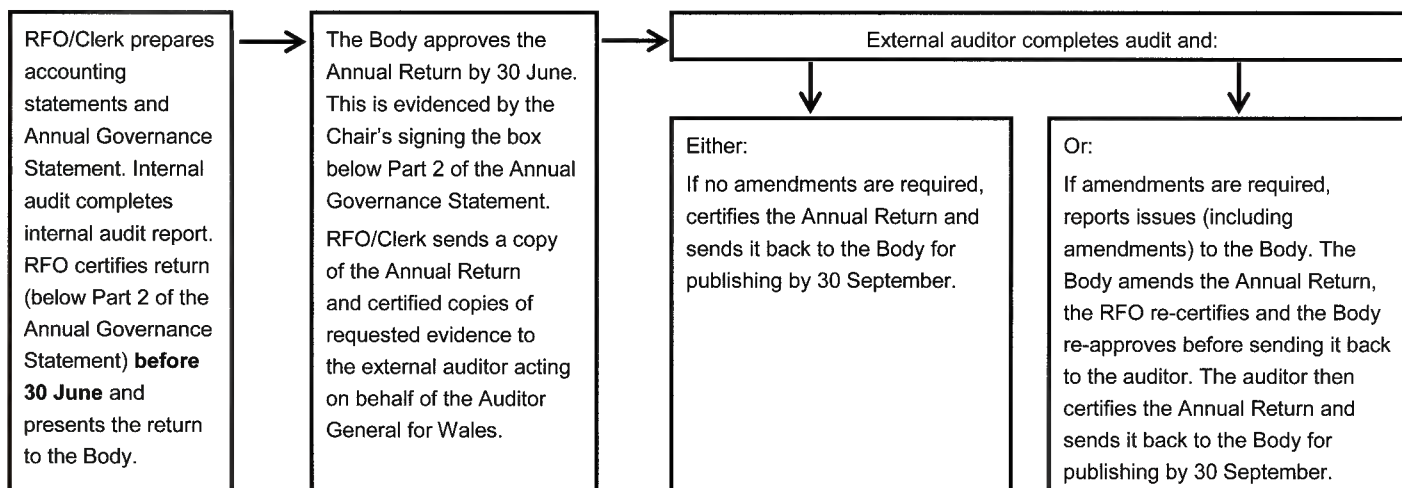 RFO/Clerk prepares
accounting
statements and
Annual Governance
Statement. Internal
audit completes
internal audit report.
RFO certifies return
(below Part 2 of the
Annual Governance
Statement) before
30 June and
presents the return
to the Body.
The Body approves the
Annual Return by 30 June.
This is evidenced by the
Chair's signing the box
below Part 2 of the Annual
Governance Statement.
RFO/Clerk sends a copy
of the Annual Return
and certified copies of
requested evidence to
the external auditor acting
on behalf of the Auditor
General for Wales.
External auditor completes audit and:
Either:
If no amendments are required,
certifies the Annual Return and
sends it back to the Body for
publishing by 30 September.
Or:
If amendments are required,
reports issues (including
amendments) to the Body. The
Body amends the Annual Return,
the RFO re-certifies and the Body
re-approves before sending it back
to the auditor. The auditor then
certifies the Annual Return and
sends it back to the Body for
publishing by 30 September.